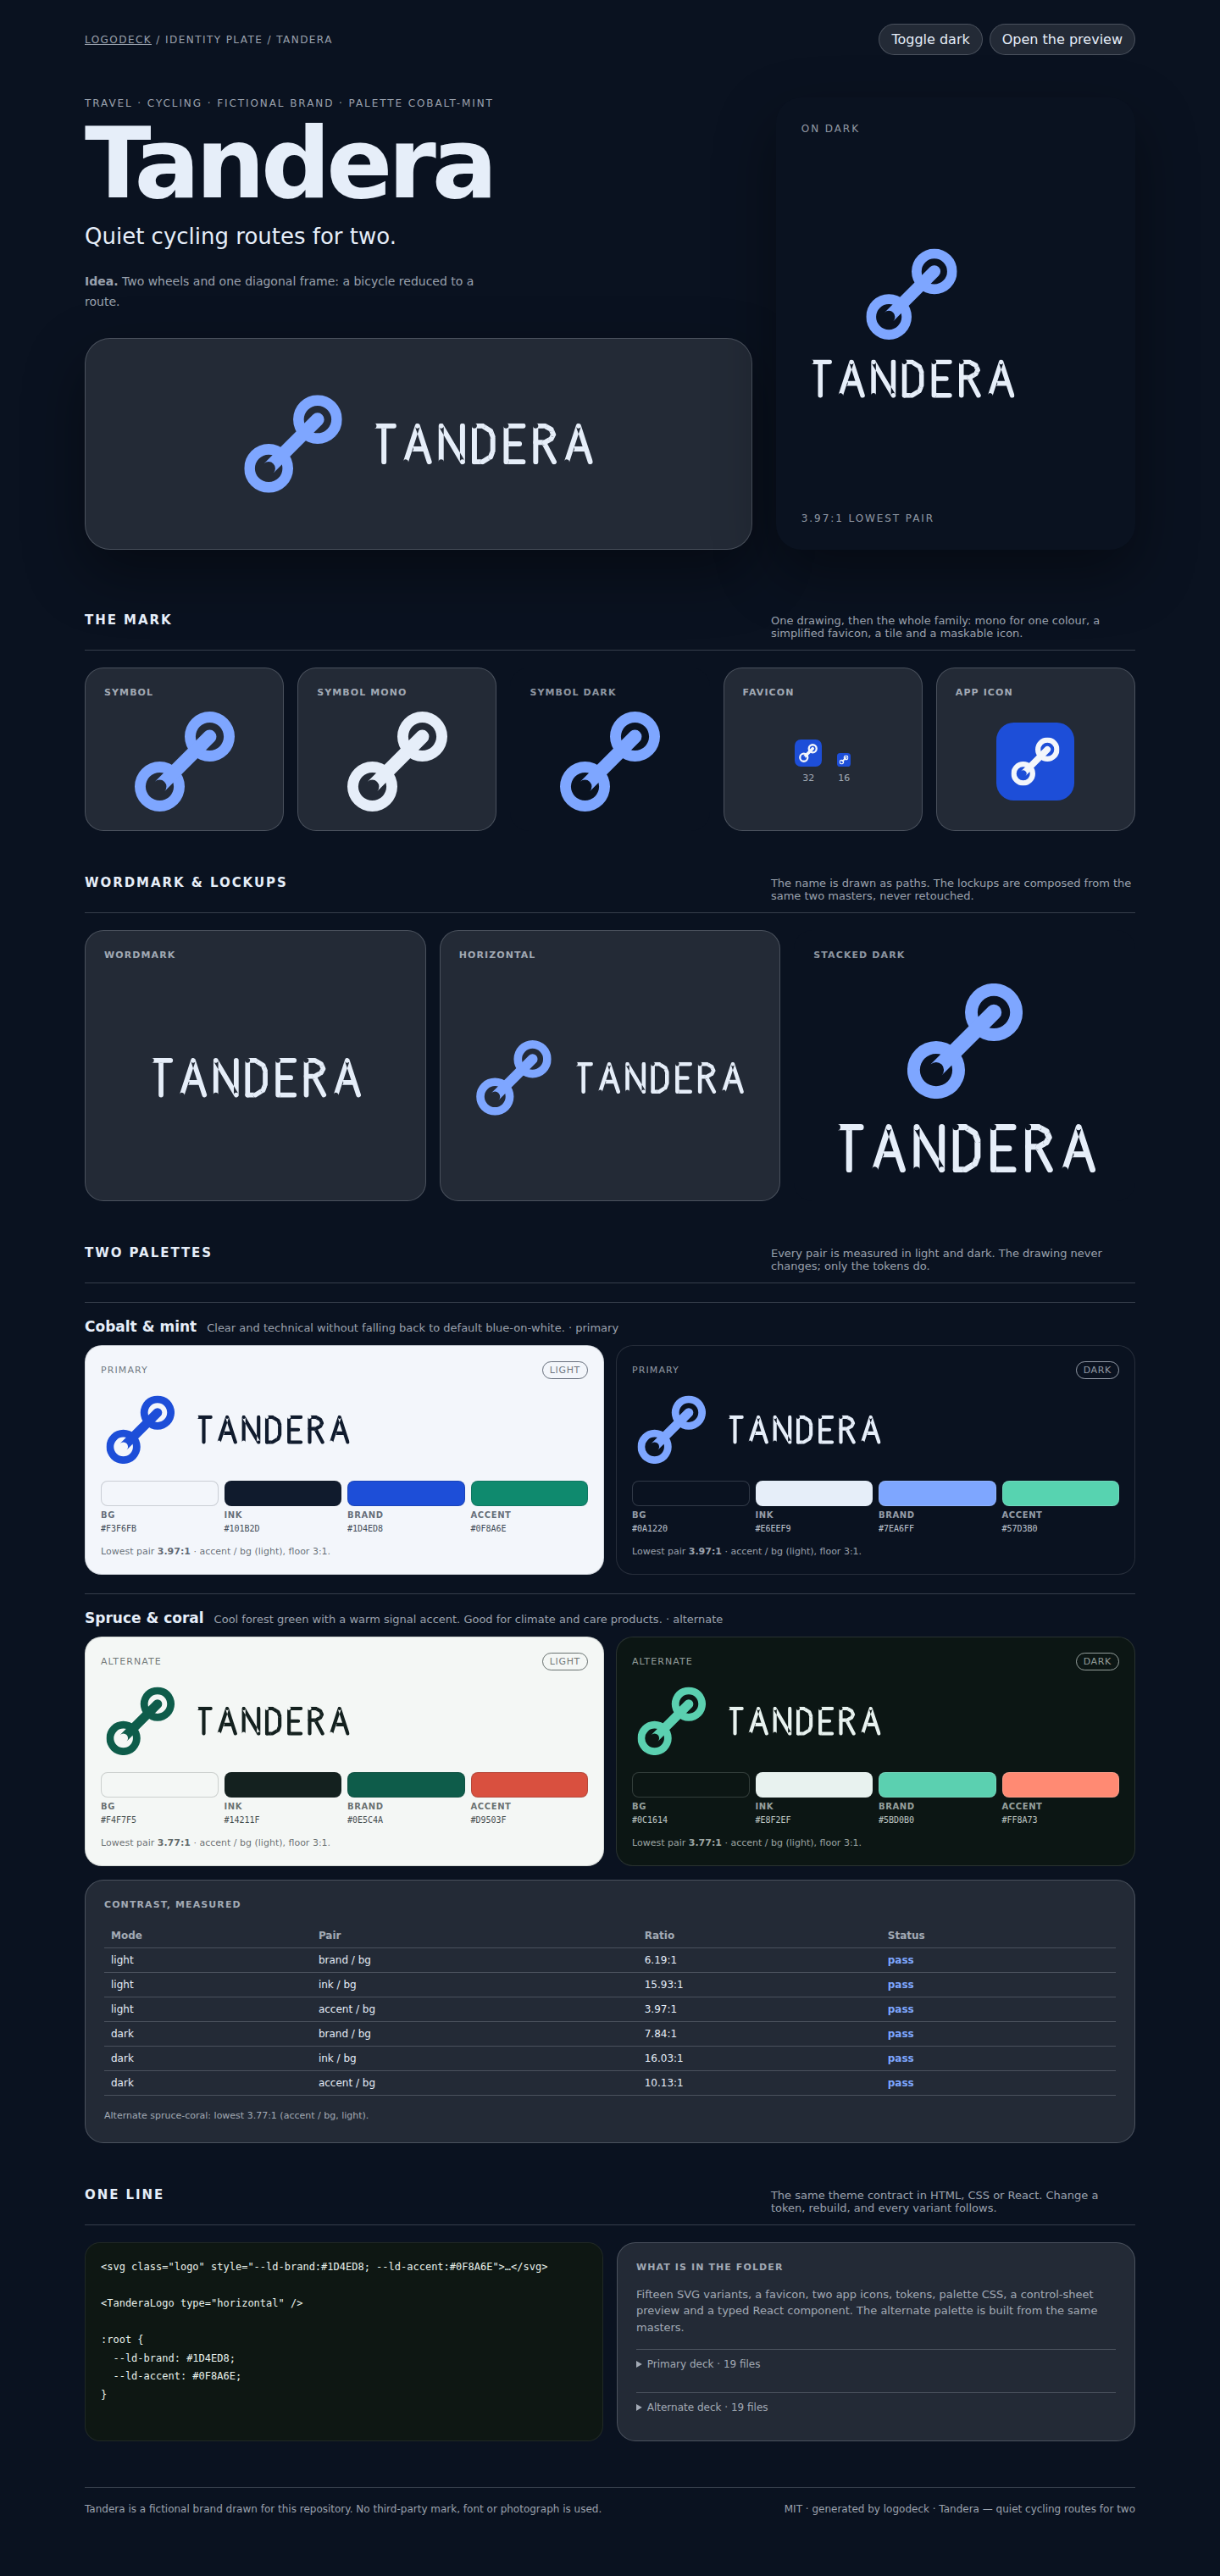 LOGODECK / IDENTITY PLATE / TANDERA
Toggle dark
Open the preview
TRAVEL · CYCLING · FICTIONAL BRAND · PALETTE COBALT-MINT
Tandera
Quiet cycling routes for two.
Idea. Two wheels and one diagonal frame: a bicycle reduced to a
route.
TANDERA
ON DARK
TANDERA
3.97:1 LOWEST PAIR
THE MARK
One drawing, then the whole family: mono for one colour, a
simplified favicon, a tile and a maskable icon.
SYMBOL
SYMBOL MONO
SYMBOL DARK
FAVICON
32
16
APP ICON
WORDMARK & LOCKUPS
The name is drawn as paths. The lockups are composed from the
same two masters, never retouched.
WORDMARK
TANDERA
HORIZONTAL
TANDERA
STACKED DARK
TANDERA
TWO PALETTES
Every pair is measured in light and dark. The drawing never
changes; only the tokens do.
Cobalt & mint Clear and technical without falling back to default blue-on-white. · primary
PRIMARY
LIGHT
TANDERA
BG
INK
BRAND
ACCENT
#F3F6FB
#101B2D
#1D4ED8
#0F8A6E
Lowest pair 3.97:1 · accent / bg (light), floor 3:1.
PRIMARY
DARK
TANDERA
BG
INK
BRAND
ACCENT
#0A1220
#E6EEF9
#7EA6FF
#57D3B0
Lowest pair 3.97:1 · accent / bg (light), floor 3:1.
Spruce & coral Cool forest green with a warm signal accent. Good for climate and care products. · alternate
ALTERNATE
LIGHT
TANDERA
BG
INK
BRAND
ACCENT
#F4F7F5
#14211F
#0E5C4A
#D9503F
Lowest pair 3.77:1 · accent / bg (light), floor 3:1.
ALTERNATE
DARK
TANDERA
BG
INK
BRAND
ACCENT
#0C1614
#E8F2EF
#5BD0B0
#FF8A73
Lowest pair 3.77:1 · accent / bg (light), floor 3:1.
CONTRAST, MEASURED
Mode Pair Ratio Status
light brand / bg 6.19:1 pass
light ink / bg 15.93:1 pass
light accent / bg 3.97:1 pass
dark brand / bg 7.84:1 pass
dark ink / bg 16.03:1 pass
dark accent / bg 10.13:1 pass
Alternate spruce-coral: lowest 3.77:1 (accent / bg, light).
ONE LINE
The same theme contract in HTML, CSS or React. Change a
token, rebuild, and every variant follows.
<svg class="logo" style="--ld-brand:#1D4ED8; --ld-accent:#0F8A6E">…</svg>
<TanderaLogo type="horizontal" />
:root {
--ld-brand: #1D4ED8;
--ld-accent: #0F8A6E;
}
WHAT IS IN THE FOLDER
Fifteen SVG variants, a favicon, two app icons, tokens, palette CSS, a control-sheet
preview and a typed React component. The alternate palette is built from the same
masters.
▶ Primary deck · 19 files
▶ Alternate deck · 19 files
Tandera is a fictional brand drawn for this repository. No third-party mark, font or photograph is used.
MIT · generated by logodeck · Tandera — quiet cycling routes for two